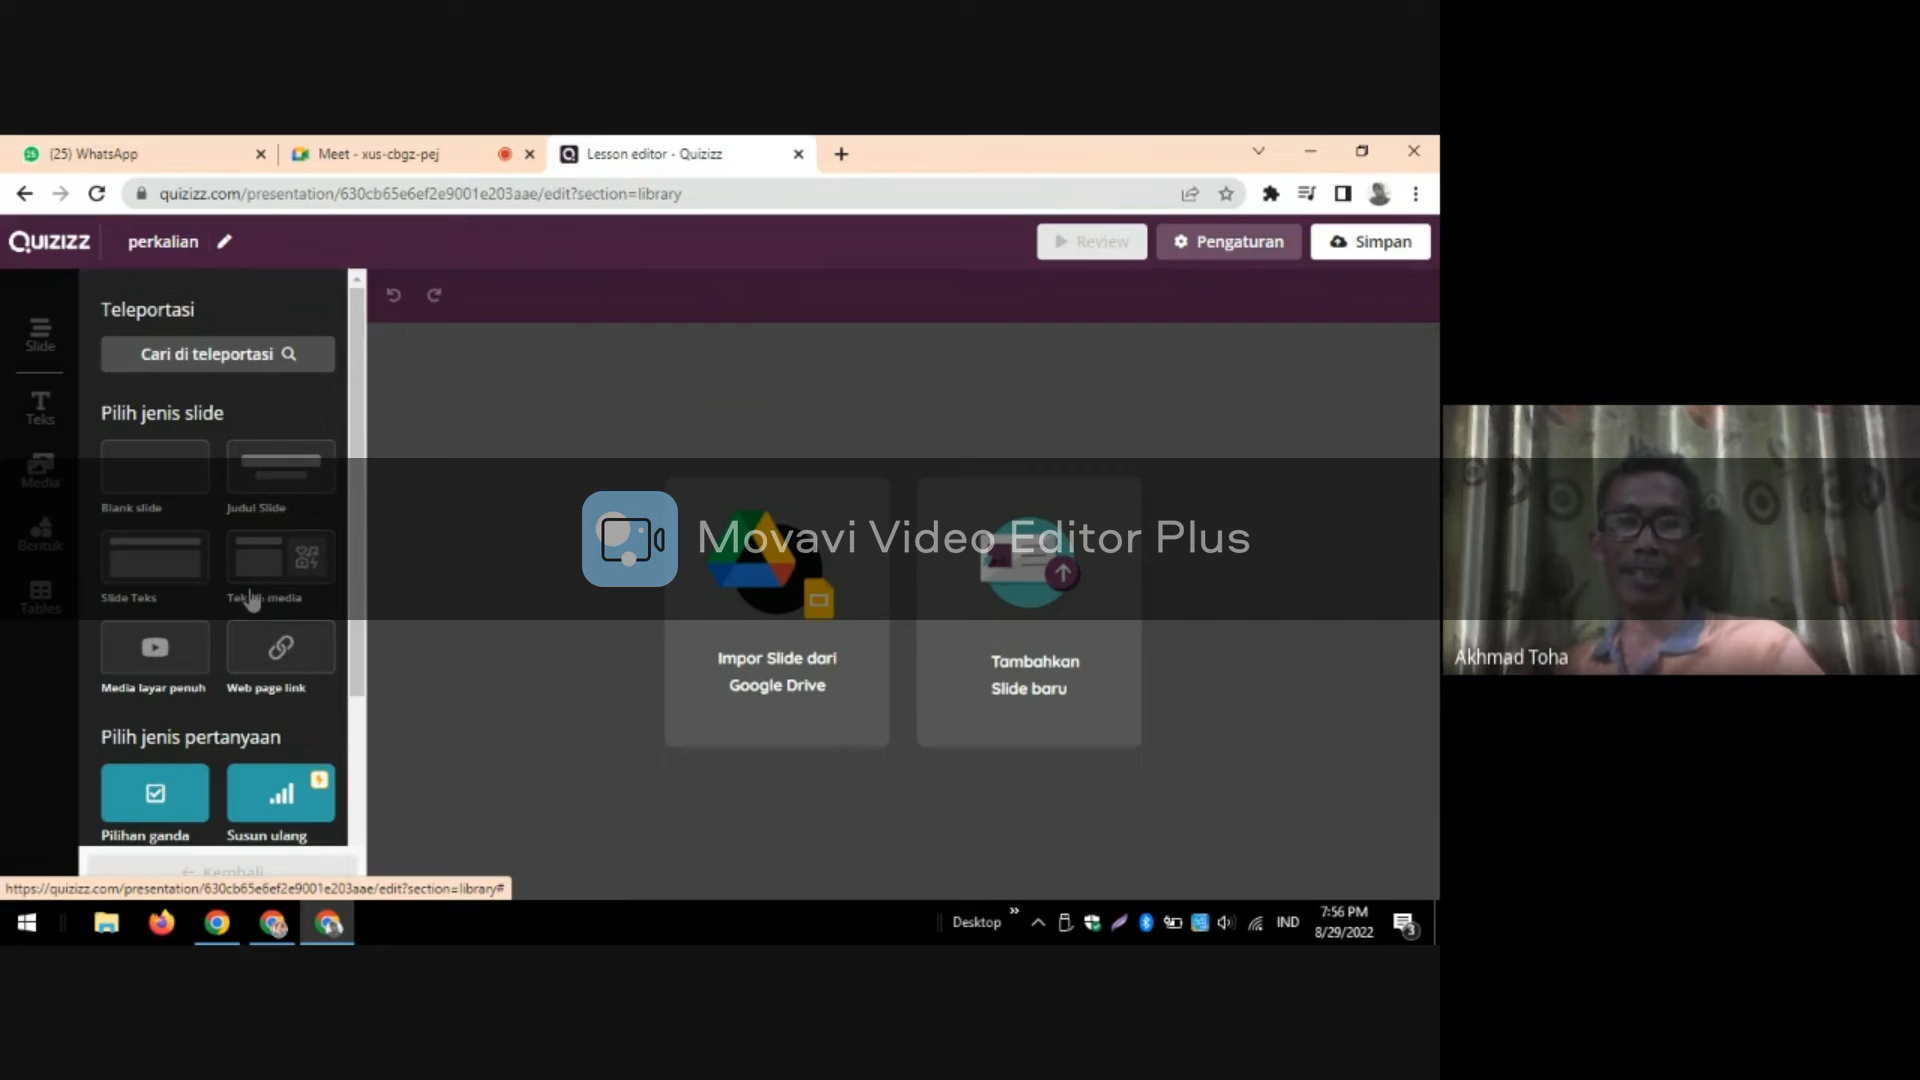 (25) WhatsApp
Meet - xus-cbgz-pej
Lesson editor - Quizizz
quizizz.com/presentation/630cb65e6ef2e9001e203aae/edit?section=library
QUIZIZZ
perkalian
Review
Pengaturan
Simpan
Teleportasi
Slide
Cari di teleportasi
Teks
Pilih jenis slide
Media
Blank slide
Judul Slide
Movavi Video Editor Plus
Bentuk
Tables
Slide Teks
media
Impor Slide dari
Google Drive
Tambahkan
Slide baru
Akhmad Toha
Media layar penuh
Web page link
Pilih jenis pertanyaan
Pilihan ganda
Susun ulang
Kembali
https://quizizz.com/presentation/630cb65e6ef2e9001e203aae/edit?section=library#
Desktop
IND
7:56 PM
8/29/2022
3